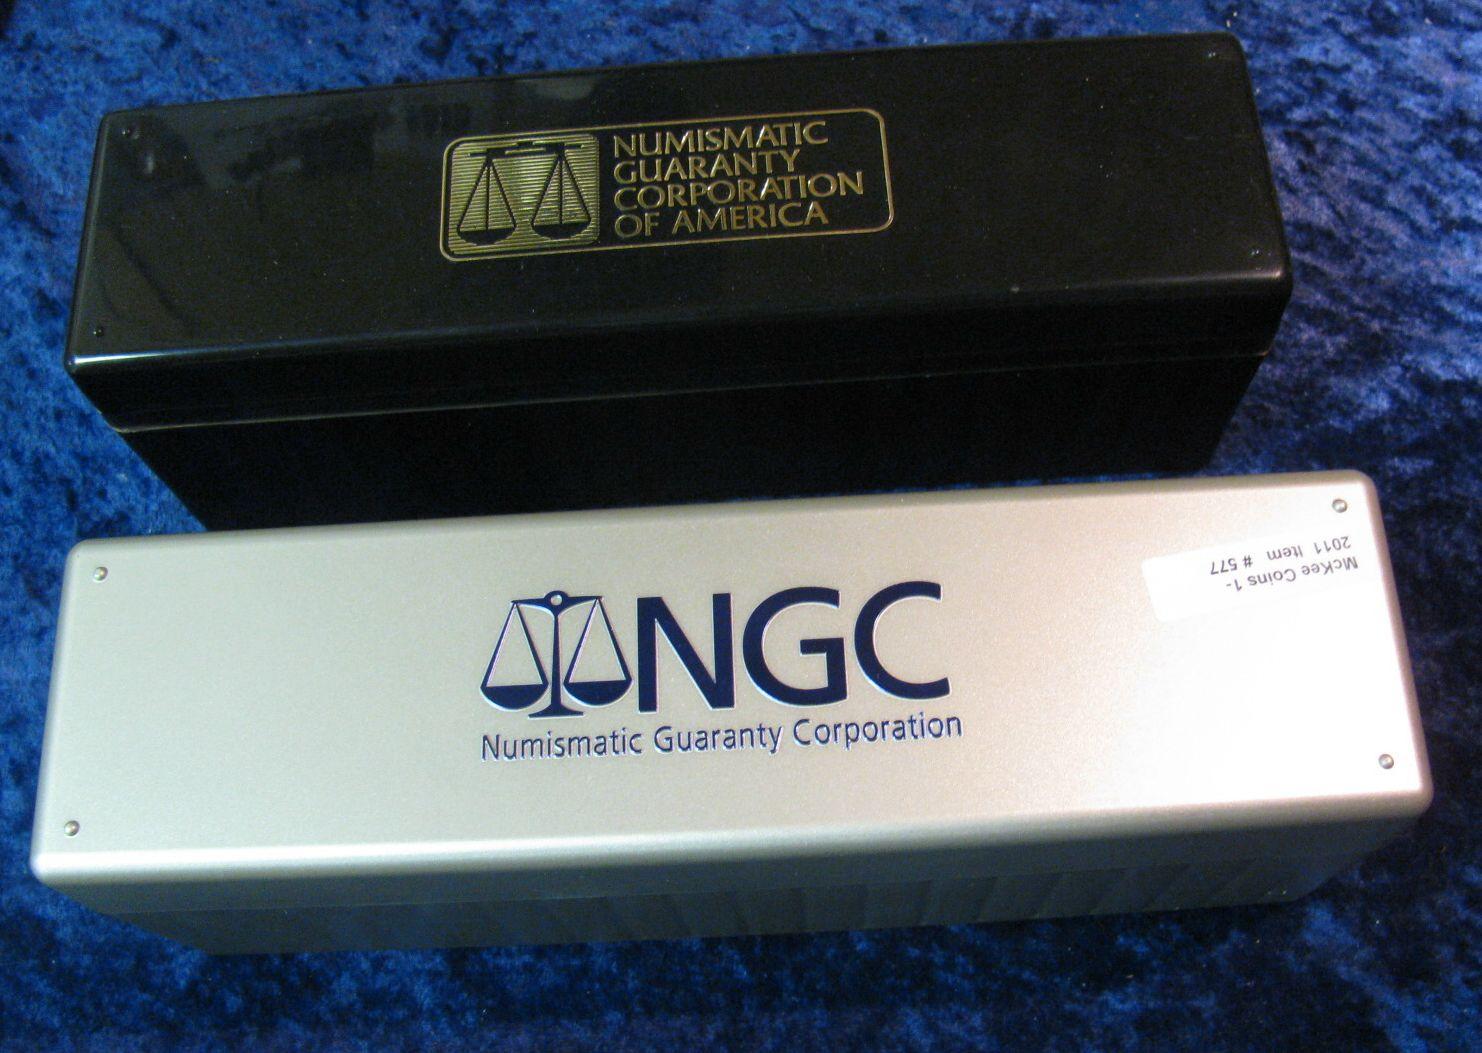 NUMISMATIC
GUARANTY
CORPORATION
OF AMERICA
NGC
Numismatic Guaranty Corporation
McKee Coins 1-
2011 Item # 577